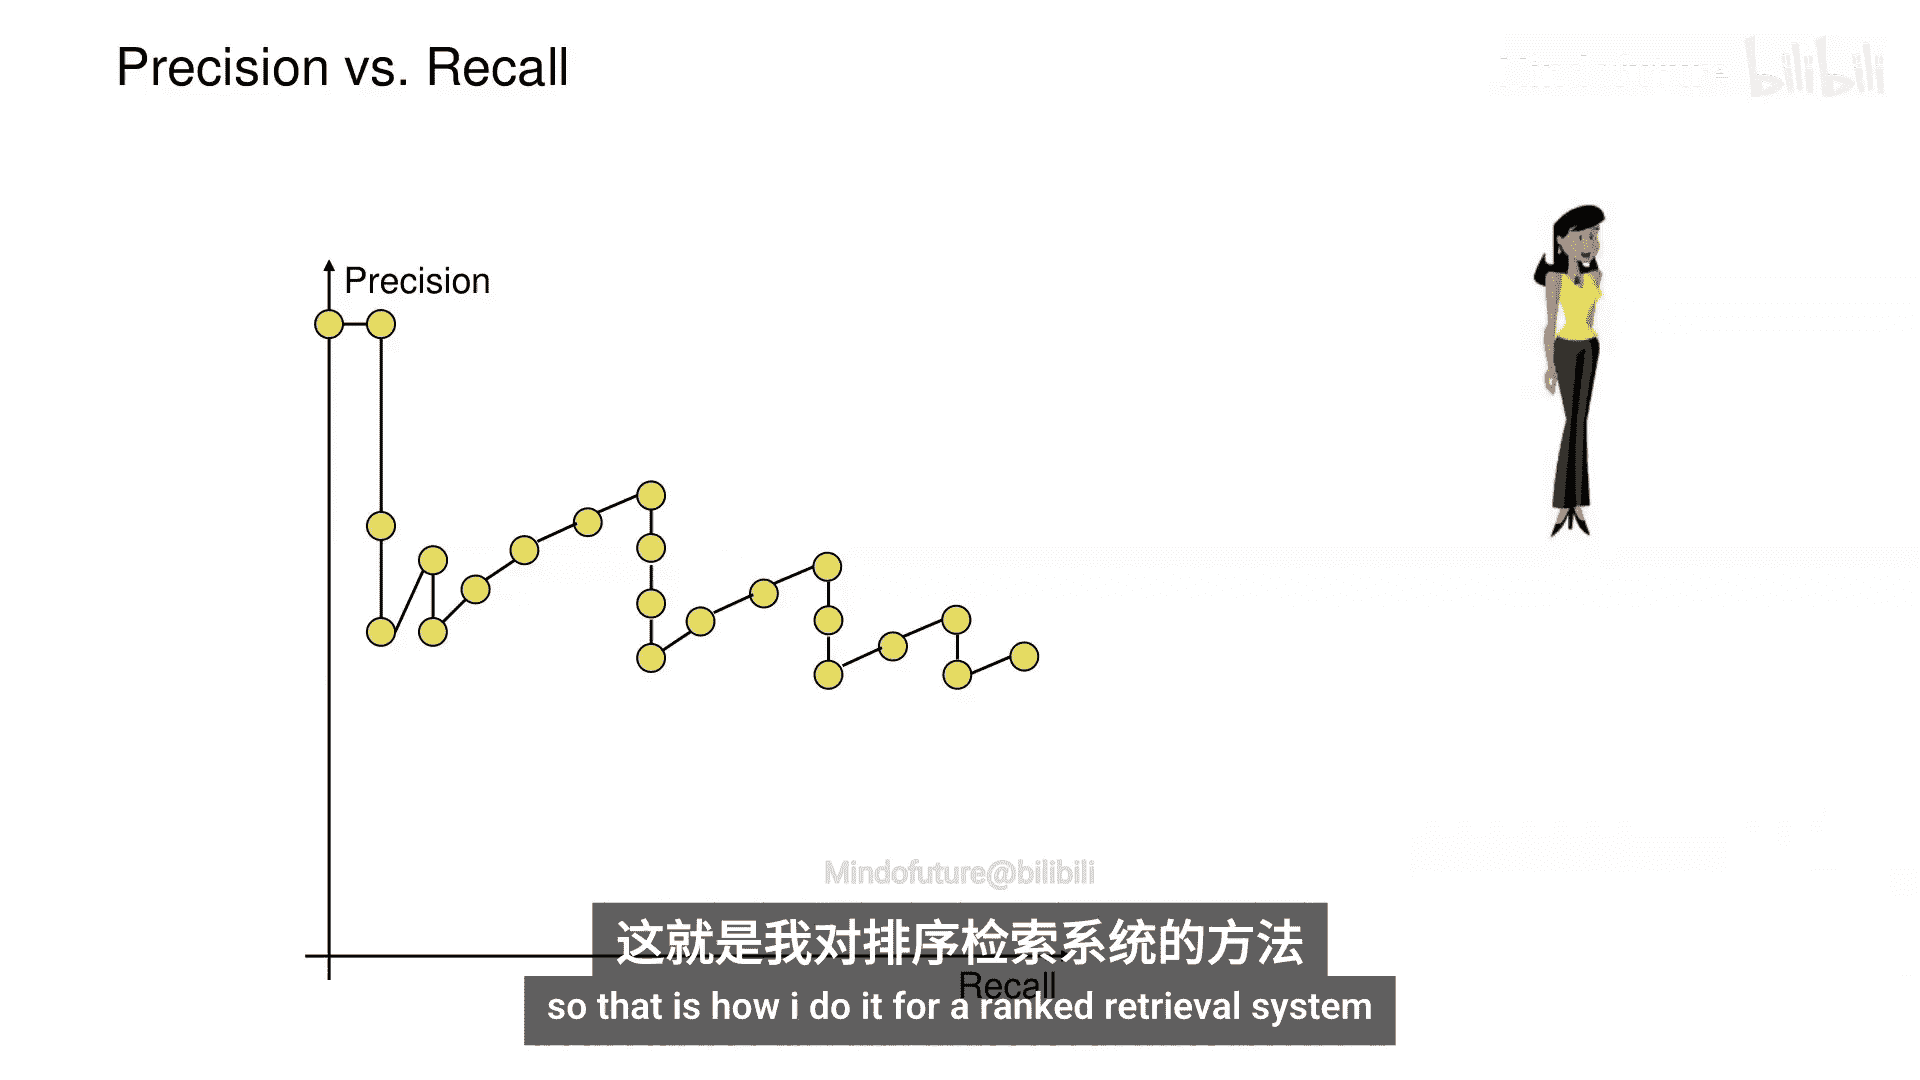 Precision vs. Recall
bilibili
Precision
Mindofuture@bilibili
这就是我对排序检索系统的方法
Recall
so that is how i do it for a ranked retrieval system